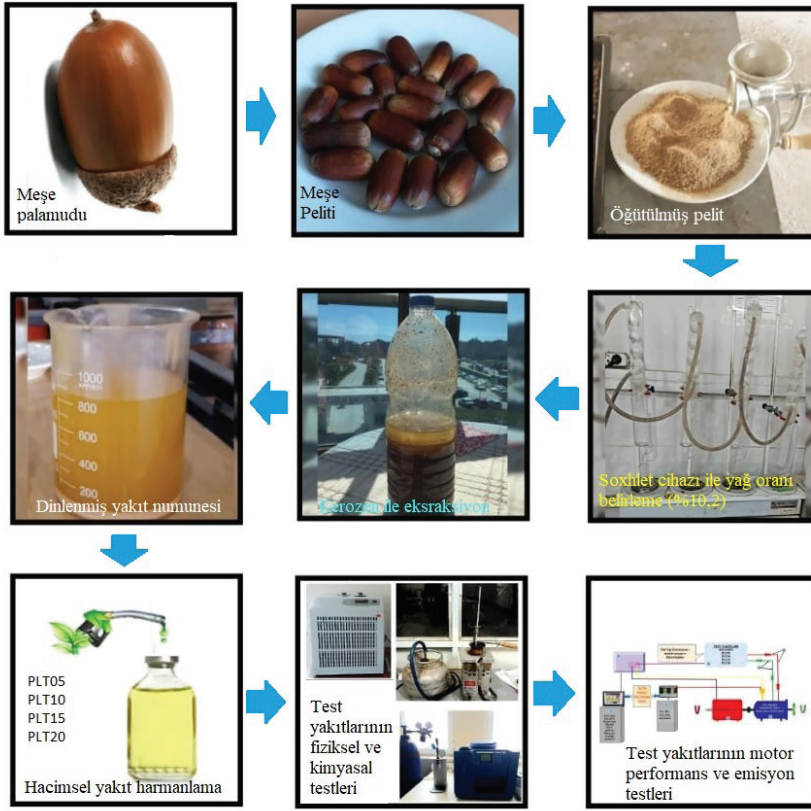 Meşe
palamudu
Meşe
Peliti
Öğütülmüş pelit
Soxhlet cihazı ile yağ oranı
belirleme (%10,2)
Kerozen ile eksraksiyon
1000
APPROX
800
600
400
200
Dinlenmiş yakıt numunesi
PLT05
PLT10
PLT15
PLT20
Hacimsel yakıt harmanlama
Test
yakıtlarının
fiziksel ve
kimyasal
testleri
Test yakıtlarının motor
performans ve emisyon
testleri